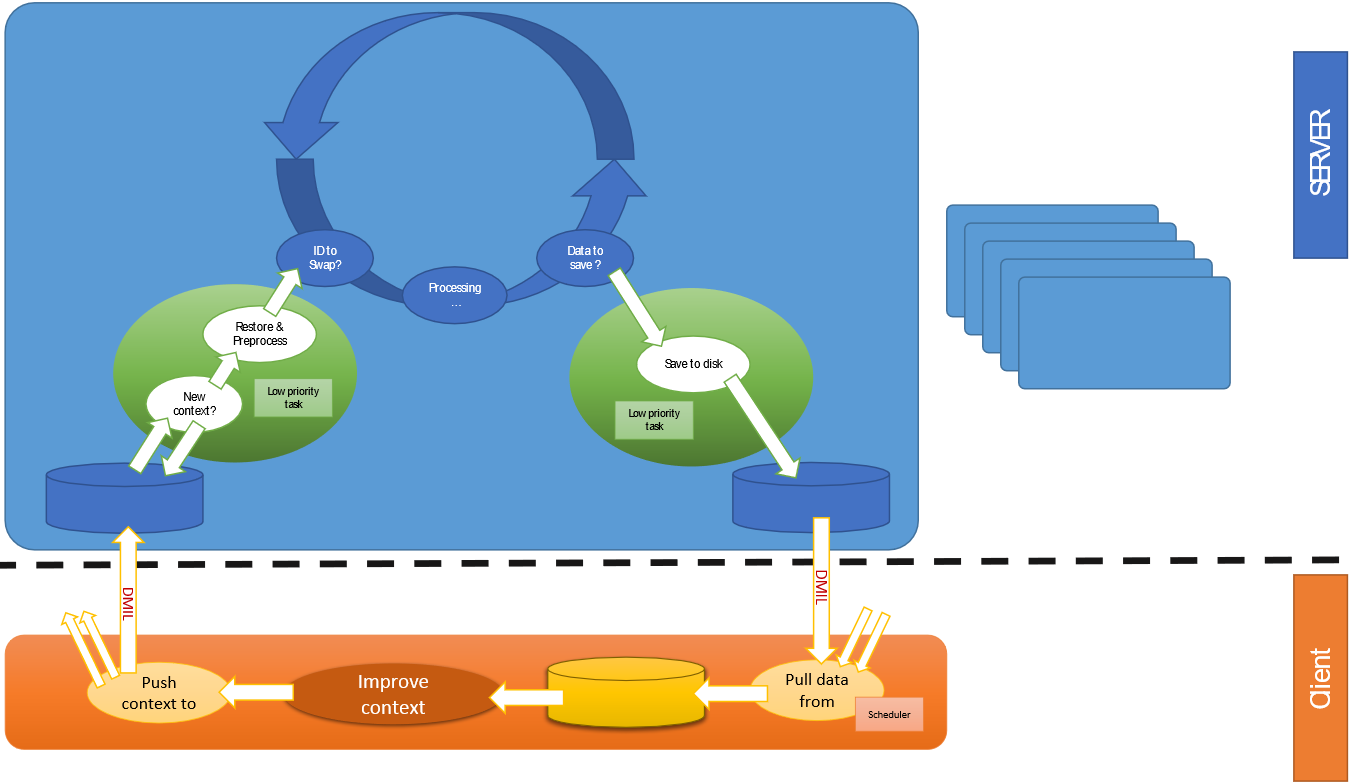 SERVER
ID to
Swap?
Data to
save ?
Processing
...
Restore &
Preprocess
New
context?
Low priority
task
Save to disk
Low priority
task
DMIL
DMIL
Client
Push
context to
Improve
context
Pull data
from
Scheduler